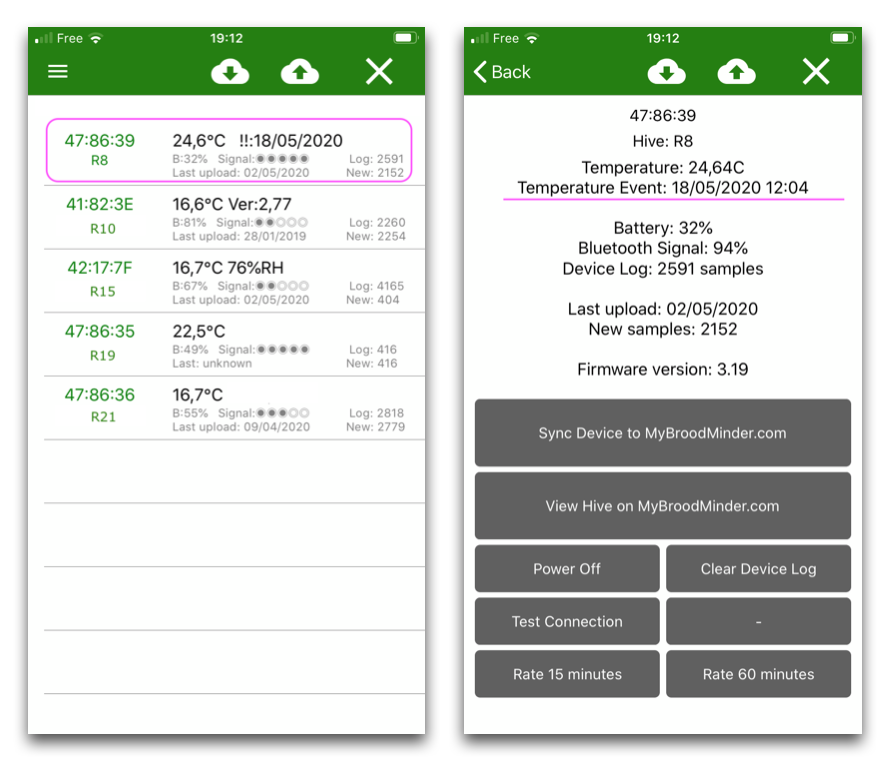 Free 19:12
47:86:39 24,6°C !!:18/05/2020
R8 B:32% Signal: Log: 2591
Last upload: 02/05/2020 New: 2152
41:82:3E 16,6°C Ver:2,77
R10 B:81% Signal: Log: 2260
Last upload: 28/01/2019 New: 2254
42:17:7F 16,7°C 76%RH
R15 B:67% Signal: Log: 4165
Last upload: 02/05/2020 New: 404
47:86:35 22,5°C
R19 B:49% Signal: Log: 416
Last: unknown New: 416
47:86:36 16,7°C
R21 B:55% Signal: Log: 2818
Last upload: 09/04/2020 New: 2779
Free 19:12
Back
47:86:39
Hive: R8
Temperature: 24,64C
Temperature Event: 18/05/2020 12:04
Battery: 32%
Bluetooth Signal: 94%
Device Log: 2591 samples
Last upload: 02/05/2020
New samples: 2152
Firmware version: 3.19
Sync Device to MyBroodMinder.com
View Hive on MyBroodMinder.com
Power Off Clear Device Log
Test Connection -
Rate 15 minutes Rate 60 minutes